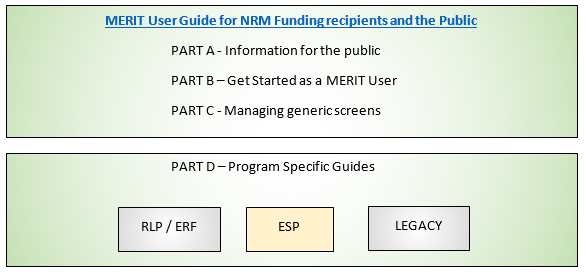 MERIT User Guide for NRM Funding recipients and the Public
PART A - Information for the public
PART B – Get Started as a MERIT User
PART C - Managing generic screens
PART D – Program Specific Guides
RLP / ERF
ESP
LEGACY